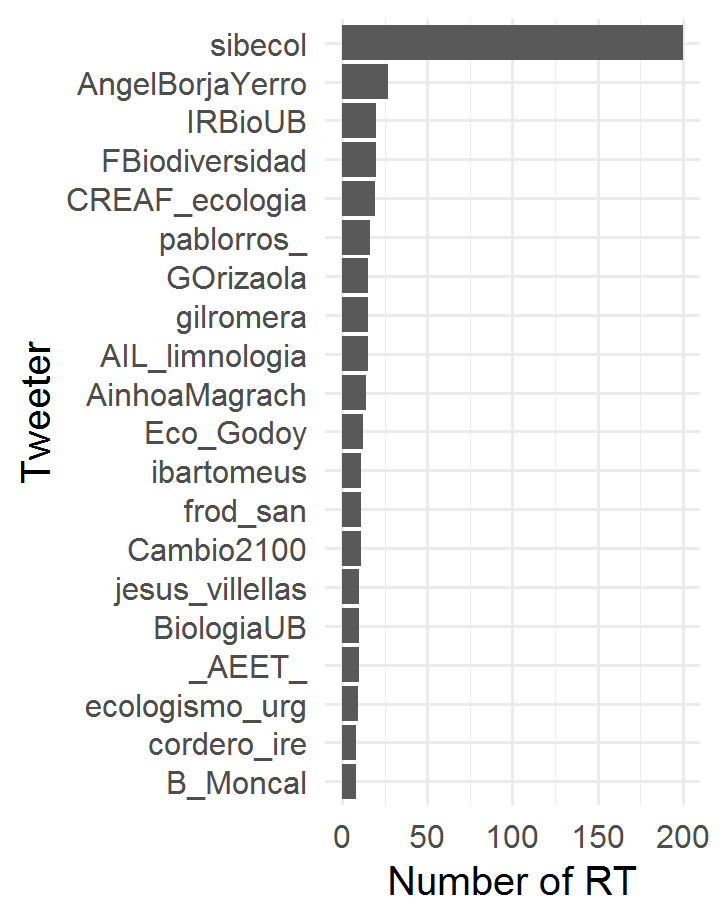 sibecol
AngelBorjaYerro
IRBioUB
FBiodiversidad
CREAF_ecologia
pablorros_
GOrizaola
gilromera
AIL_limnologia
AinhoaMagrach
Eco_Godoy
ibartomeus
frod_san
Cambio2100
jesus_villellas
BiologiaUB
_AEET_
ecologismo_urg
cordero_ire
B_Moncal
Tweeter
0 50 100 150 200
Number of RT